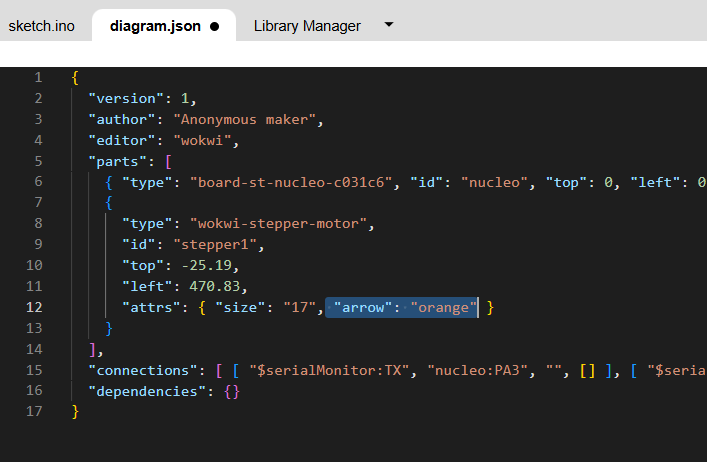 sketch.ino diagram.json ● Library Manager
1 {
2 "version": 1,
3 "author": "Anonymous maker",
4 "editor": "wokwi",
5 "parts": [
6 { "type": "board-st-nucleo-c031c6", "id": "nucleo", "top": 0, "left": 0
7 {
8 "type": "wokwi-stepper-motor",
9 "id": "stepper1",
10 "top": -25.19,
11 "left": 470.83,
12 "attrs": { "size": "17", "arrow": "orange" }
13 }
14 ],
15 "connections": [ [ "$serialMonitor:TX", "nucleo:PA3", "", [] ], [ "$seria
16 "dependencies": {}
17 }